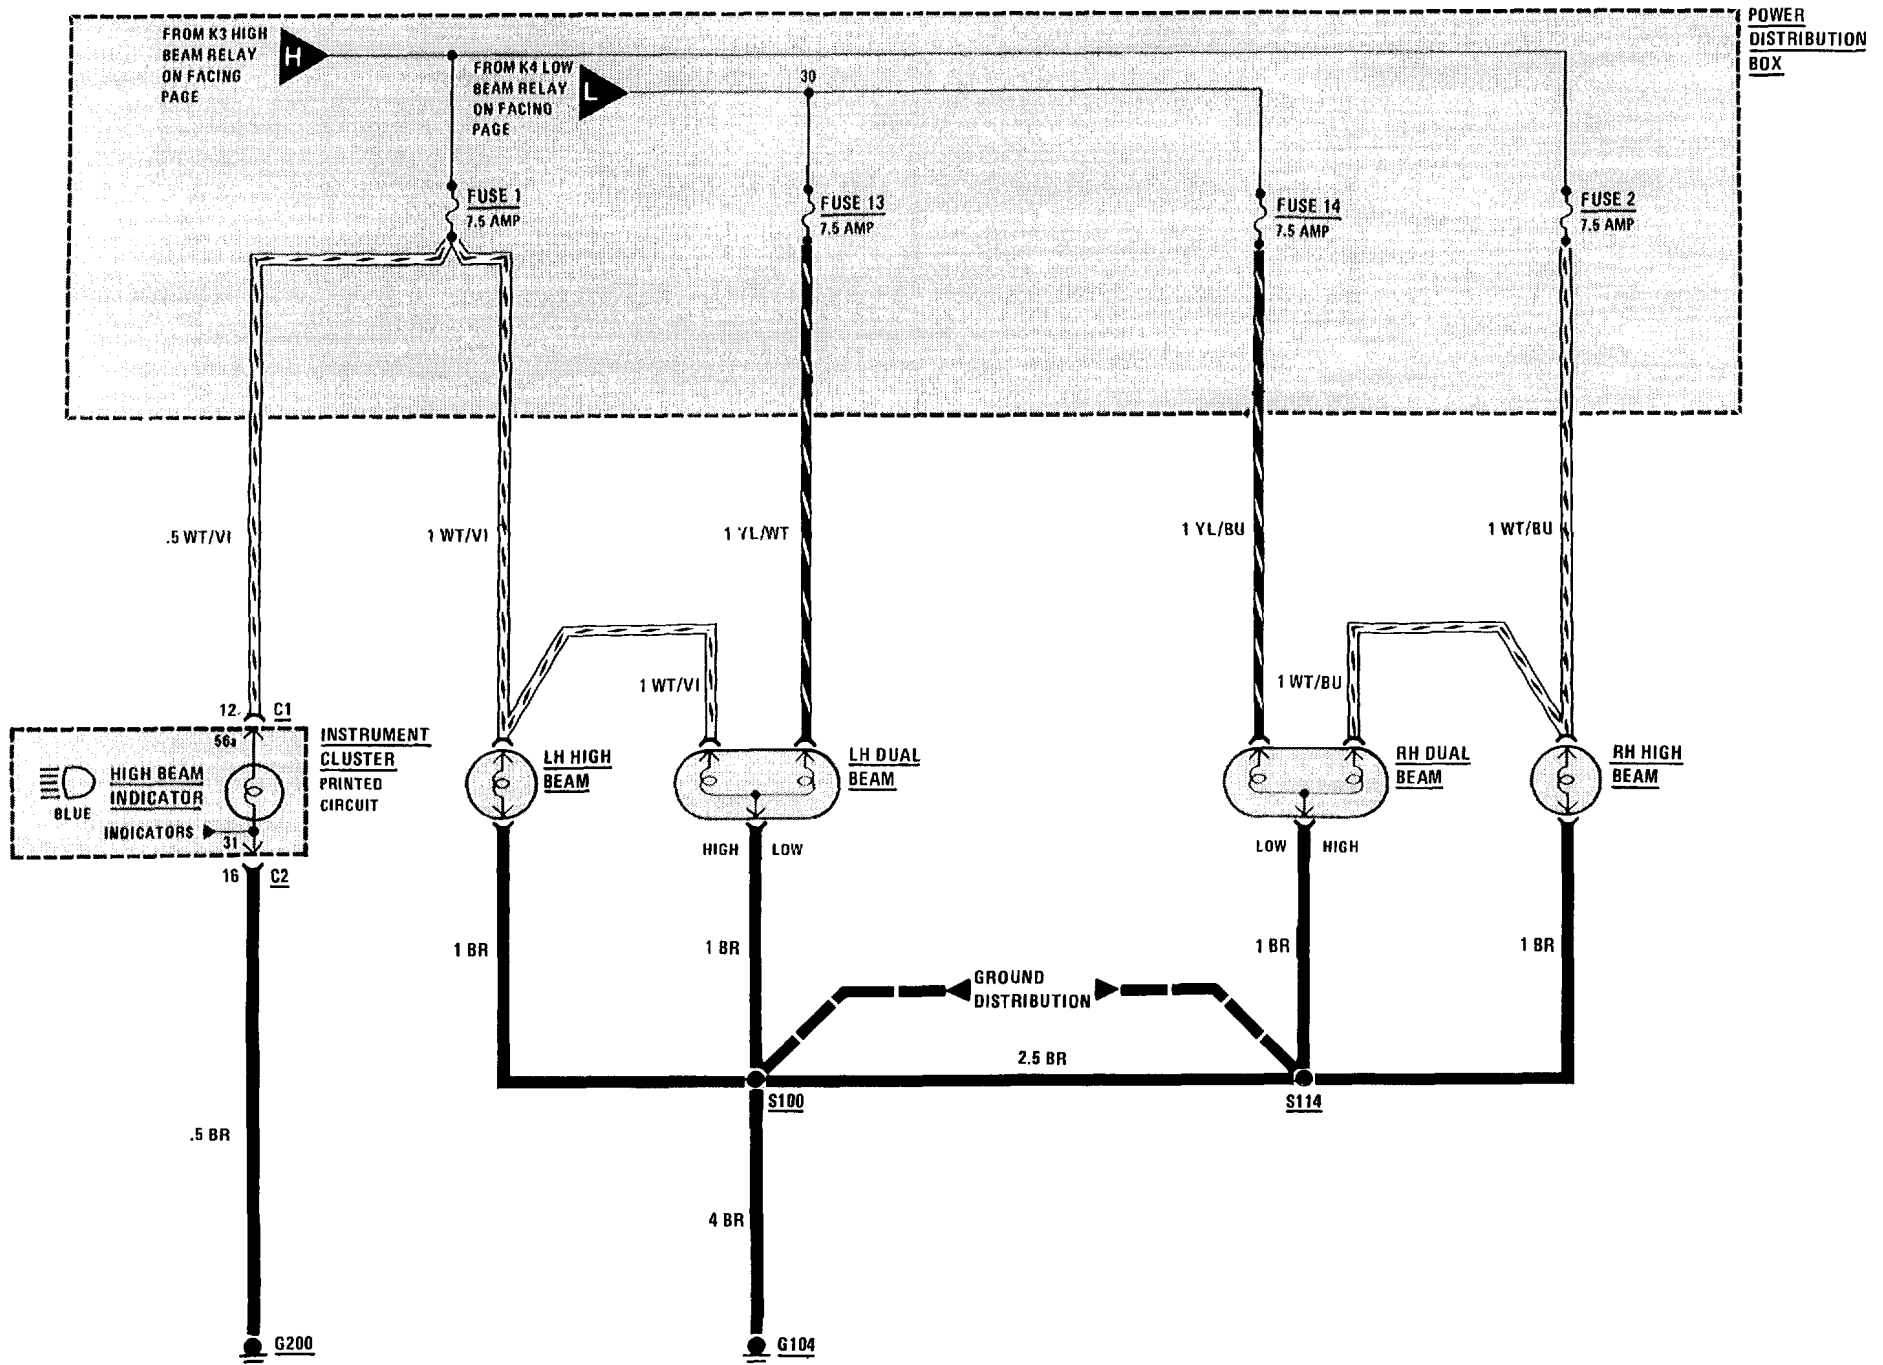 POWER
DISTRIBUTION
BOX
FROM K3 HIGH
BEAM RELAY
ON FACING
PAGE
H
FROM K4 LOW
BEAM RELAY
ON FACING
PAGE
L
30
FUSE 1
7.5 AMP
FUSE 13
7.5 AMP
FUSE 14
7.5 AMP
FUSE 2
7.5 AMP
.5 WT/VI
1 WT/VI
1 YL/WT
1 YL/BU
1 WT/BU
1 WT/VI
1 WT/BU
12
C1
56a
INSTRUMENT
CLUSTER
PRINTED
CIRCUIT
HIGH BEAM
INDICATOR
BLUE
INDICATORS
31
16
C2
LH HIGH
BEAM
LH DUAL
BEAM
RH DUAL
BEAM
RH HIGH
BEAM
HIGH
LOW
LOW
HIGH
1 BR
1 BR
1 BR
1 BR
GROUND
DISTRIBUTION
2.5 BR
S100
S114
.5 BR
4 BR
G200
G104